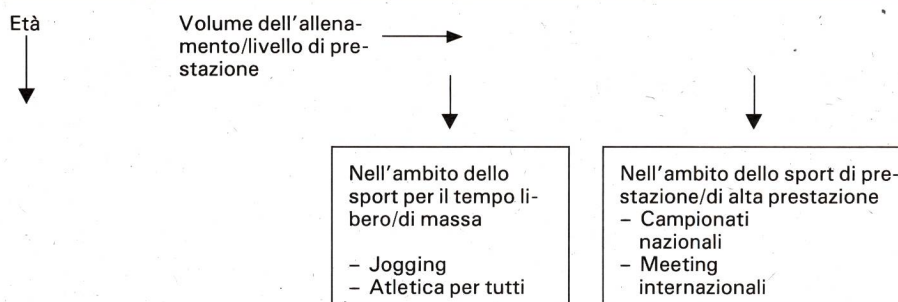 Età
Volume dell'allena-
mento/livello di pre-
stazione
Nell'ambito dello
sport per il tempo li-
bero/di massa
– Jogging
– Atletica per tutti
Nell'ambito dello sport di pre-
stazione/di alta prestazione
– Campionati
nazionali
– Meeting
internazionali